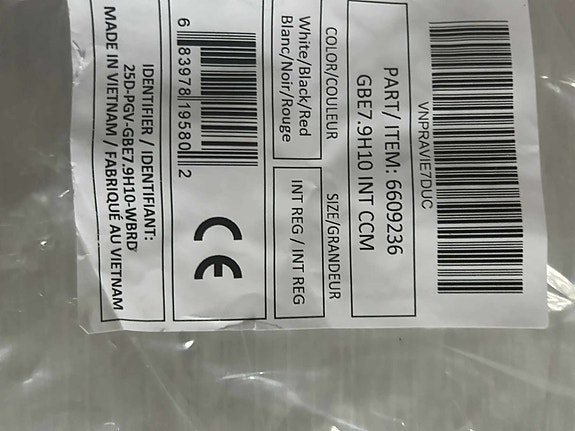 VNPRAVIE7DUC
PART/ ITEM: 6609236
GBE7.9H10 INT CCM
COLOR/COULEUR
SIZE/GRANDEUR
White/Black/Red
Blanc/Noir/Rouge
INT REG / INT REG
6 83978 19580 2
CE
IDENTIFIER / IDENTIFIANT:
25D-PGV-GBE7.9H10-WBRD
MADE IN VIETNAM / FABRIQUÉ AU VIETNAM